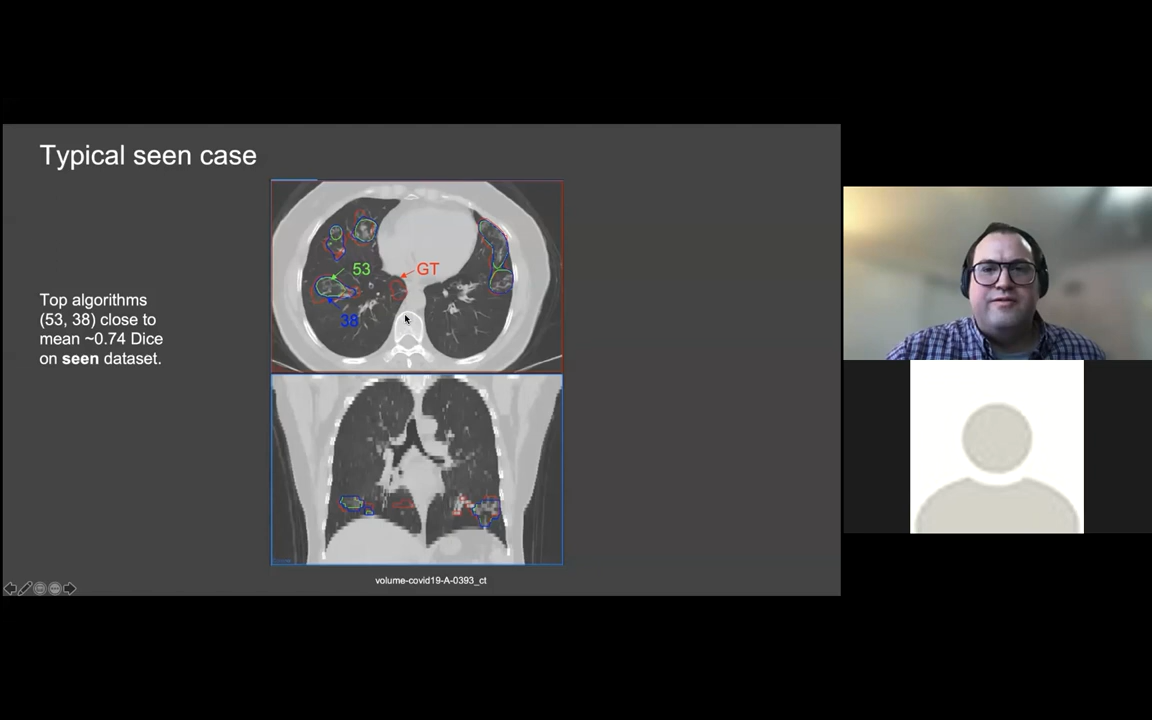 Typical seen case
53
GT
38
Top algorithms
(53, 38) close to
mean ~0.74 Dice
on seen dataset.
volume-covid19-A-0393_ct